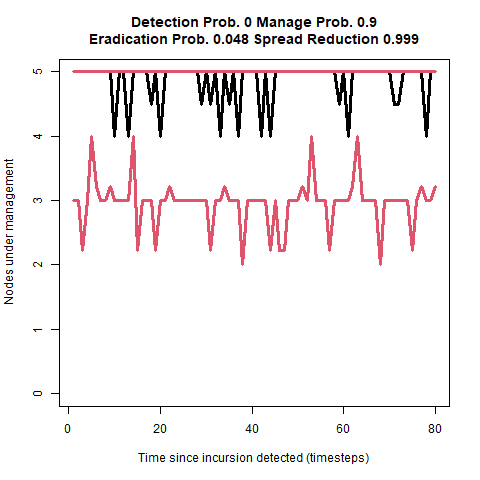 Detection Prob. 0 Manage Prob. 0.9
Eradication Prob. 0.048 Spread Reduction 0.999
Nodes under management
5
4
3
2
1
0
0
20
40
60
80
Time since incursion detected (timesteps)